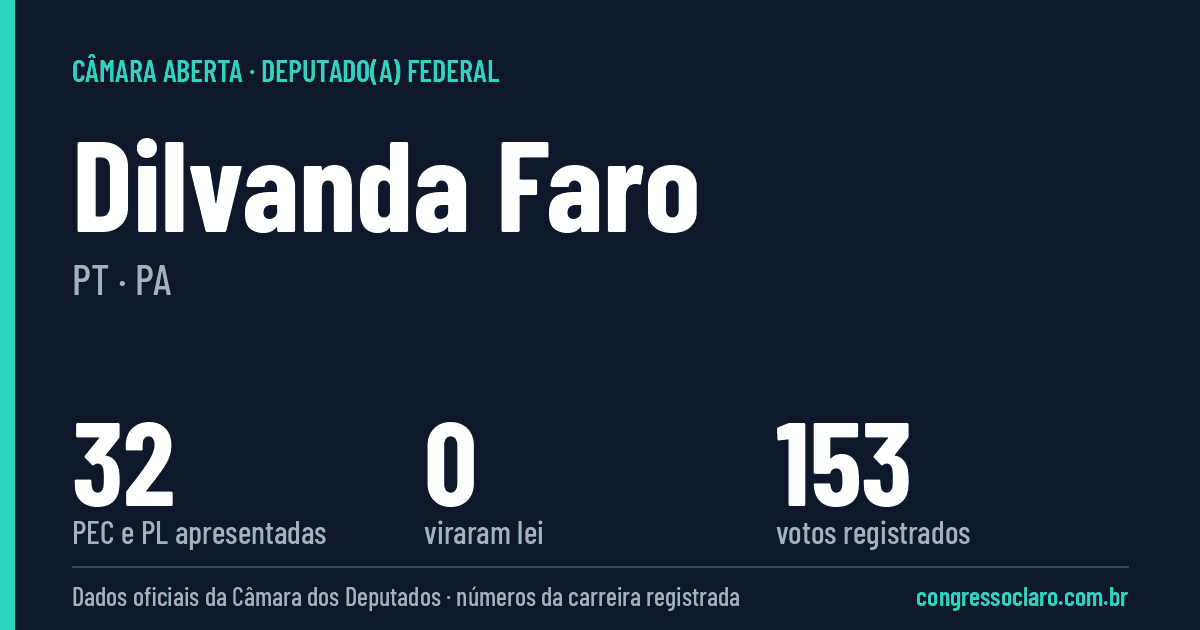 CÂMARA ABERTA · DEPUTADO(A) FEDERAL
Dilvanda Faro
PT · PA
32 0 153
PEC e PL apresentadas viraram lei votos registrados
Dados oficiais da Câmara dos Deputados · números da carreira registrada congressoclaro.com.br